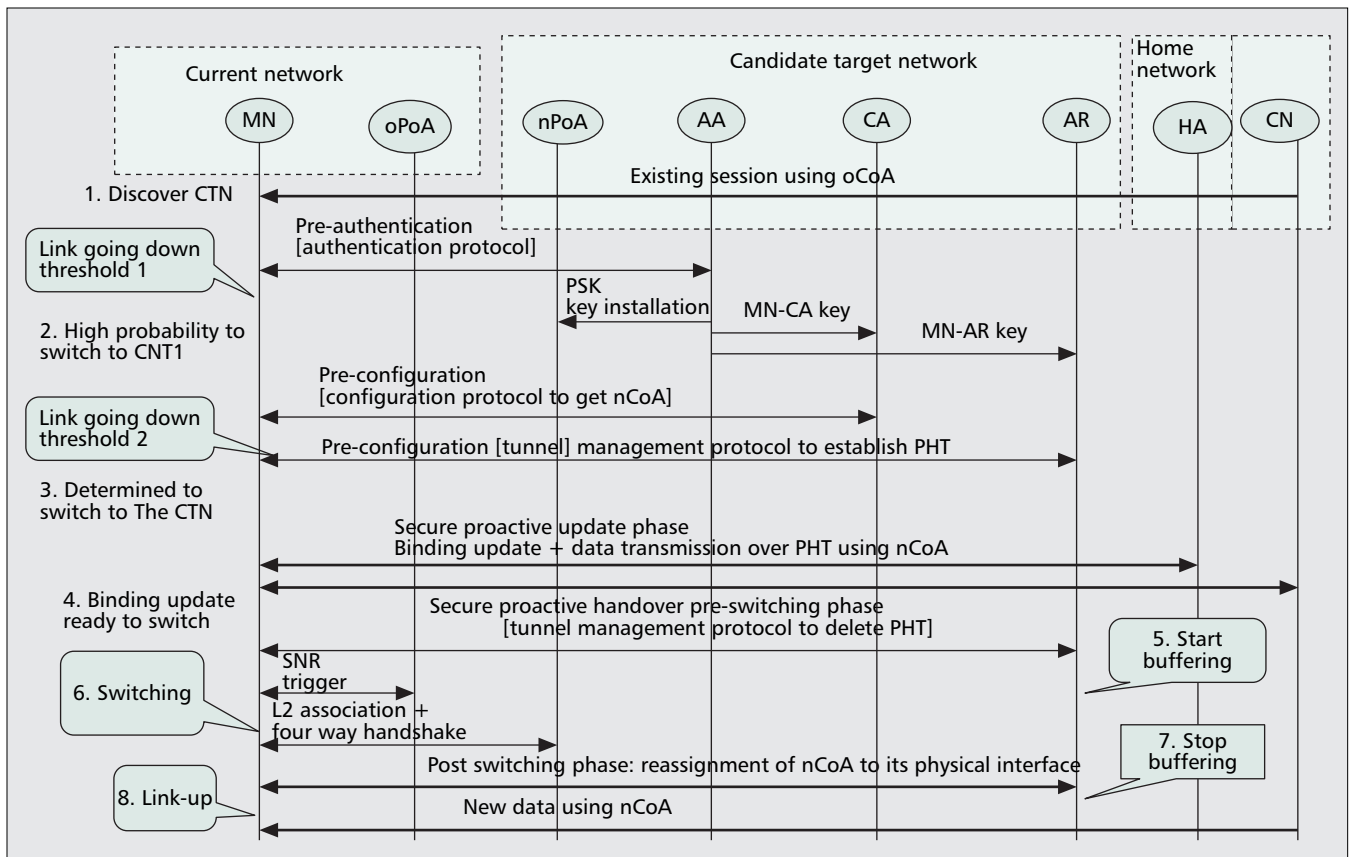 Current network
Candidate target network
Home
network
MN
oPoA
nPoA
AA
CA
AR
HA
CN
Existing session using oCoA
1. Discover CTN
Pre-authentication
[authentication protocol]
Link going down
threshold 1
PSK
key installation
MN-CA key
MN-AR key
2. High probability to
switch to CNT1
Pre-configuration
[configuration protocol to get nCoA]
Link going down
threshold 2
Pre-configuration [tunnel] management protocol to establish PHT
3. Determined to
switch to The CTN
Secure proactive update phase
Binding update + data transmission over PHT using nCoA
4. Binding update
ready to switch
Secure proactive handover pre-switching phase
[tunnel management protocol to delete PHT]
5. Start
buffering
SNR
trigger
6. Switching
L2 association +
four way handshake
7. Stop
buffering
Post switching phase: reassignment of nCoA to its physical interface
8. Link-up
New data using nCoA